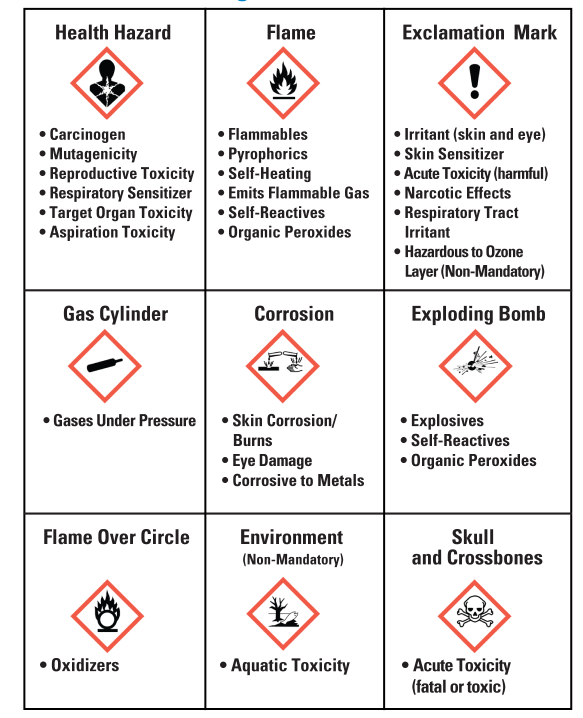 Health Hazard
• Carcinogen
• Mutagenicity
• Reproductive Toxicity
• Respiratory Sensitizer
• Target Organ Toxicity
• Aspiration Toxicity
Flame
• Flammables
• Pyrophorics
• Self-Heating
• Emits Flammable Gas
• Self-Reactives
• Organic Peroxides
Exclamation Mark
• Irritant (skin and eye)
• Skin Sensitizer
• Acute Toxicity (harmful)
• Narcotic Effects
• Respiratory Tract
Irritant
• Hazardous to Ozone
Layer (Non-Mandatory)
Gas Cylinder
• Gases Under Pressure
Corrosion
• Skin Corrosion/
Burns
• Eye Damage
• Corrosive to Metals
Exploding Bomb
• Explosives
• Self-Reactives
• Organic Peroxides
Flame Over Circle
• Oxidizers
Environment
(Non-Mandatory)
• Aquatic Toxicity
Skull
and Crossbones
• Acute Toxicity
(fatal or toxic)